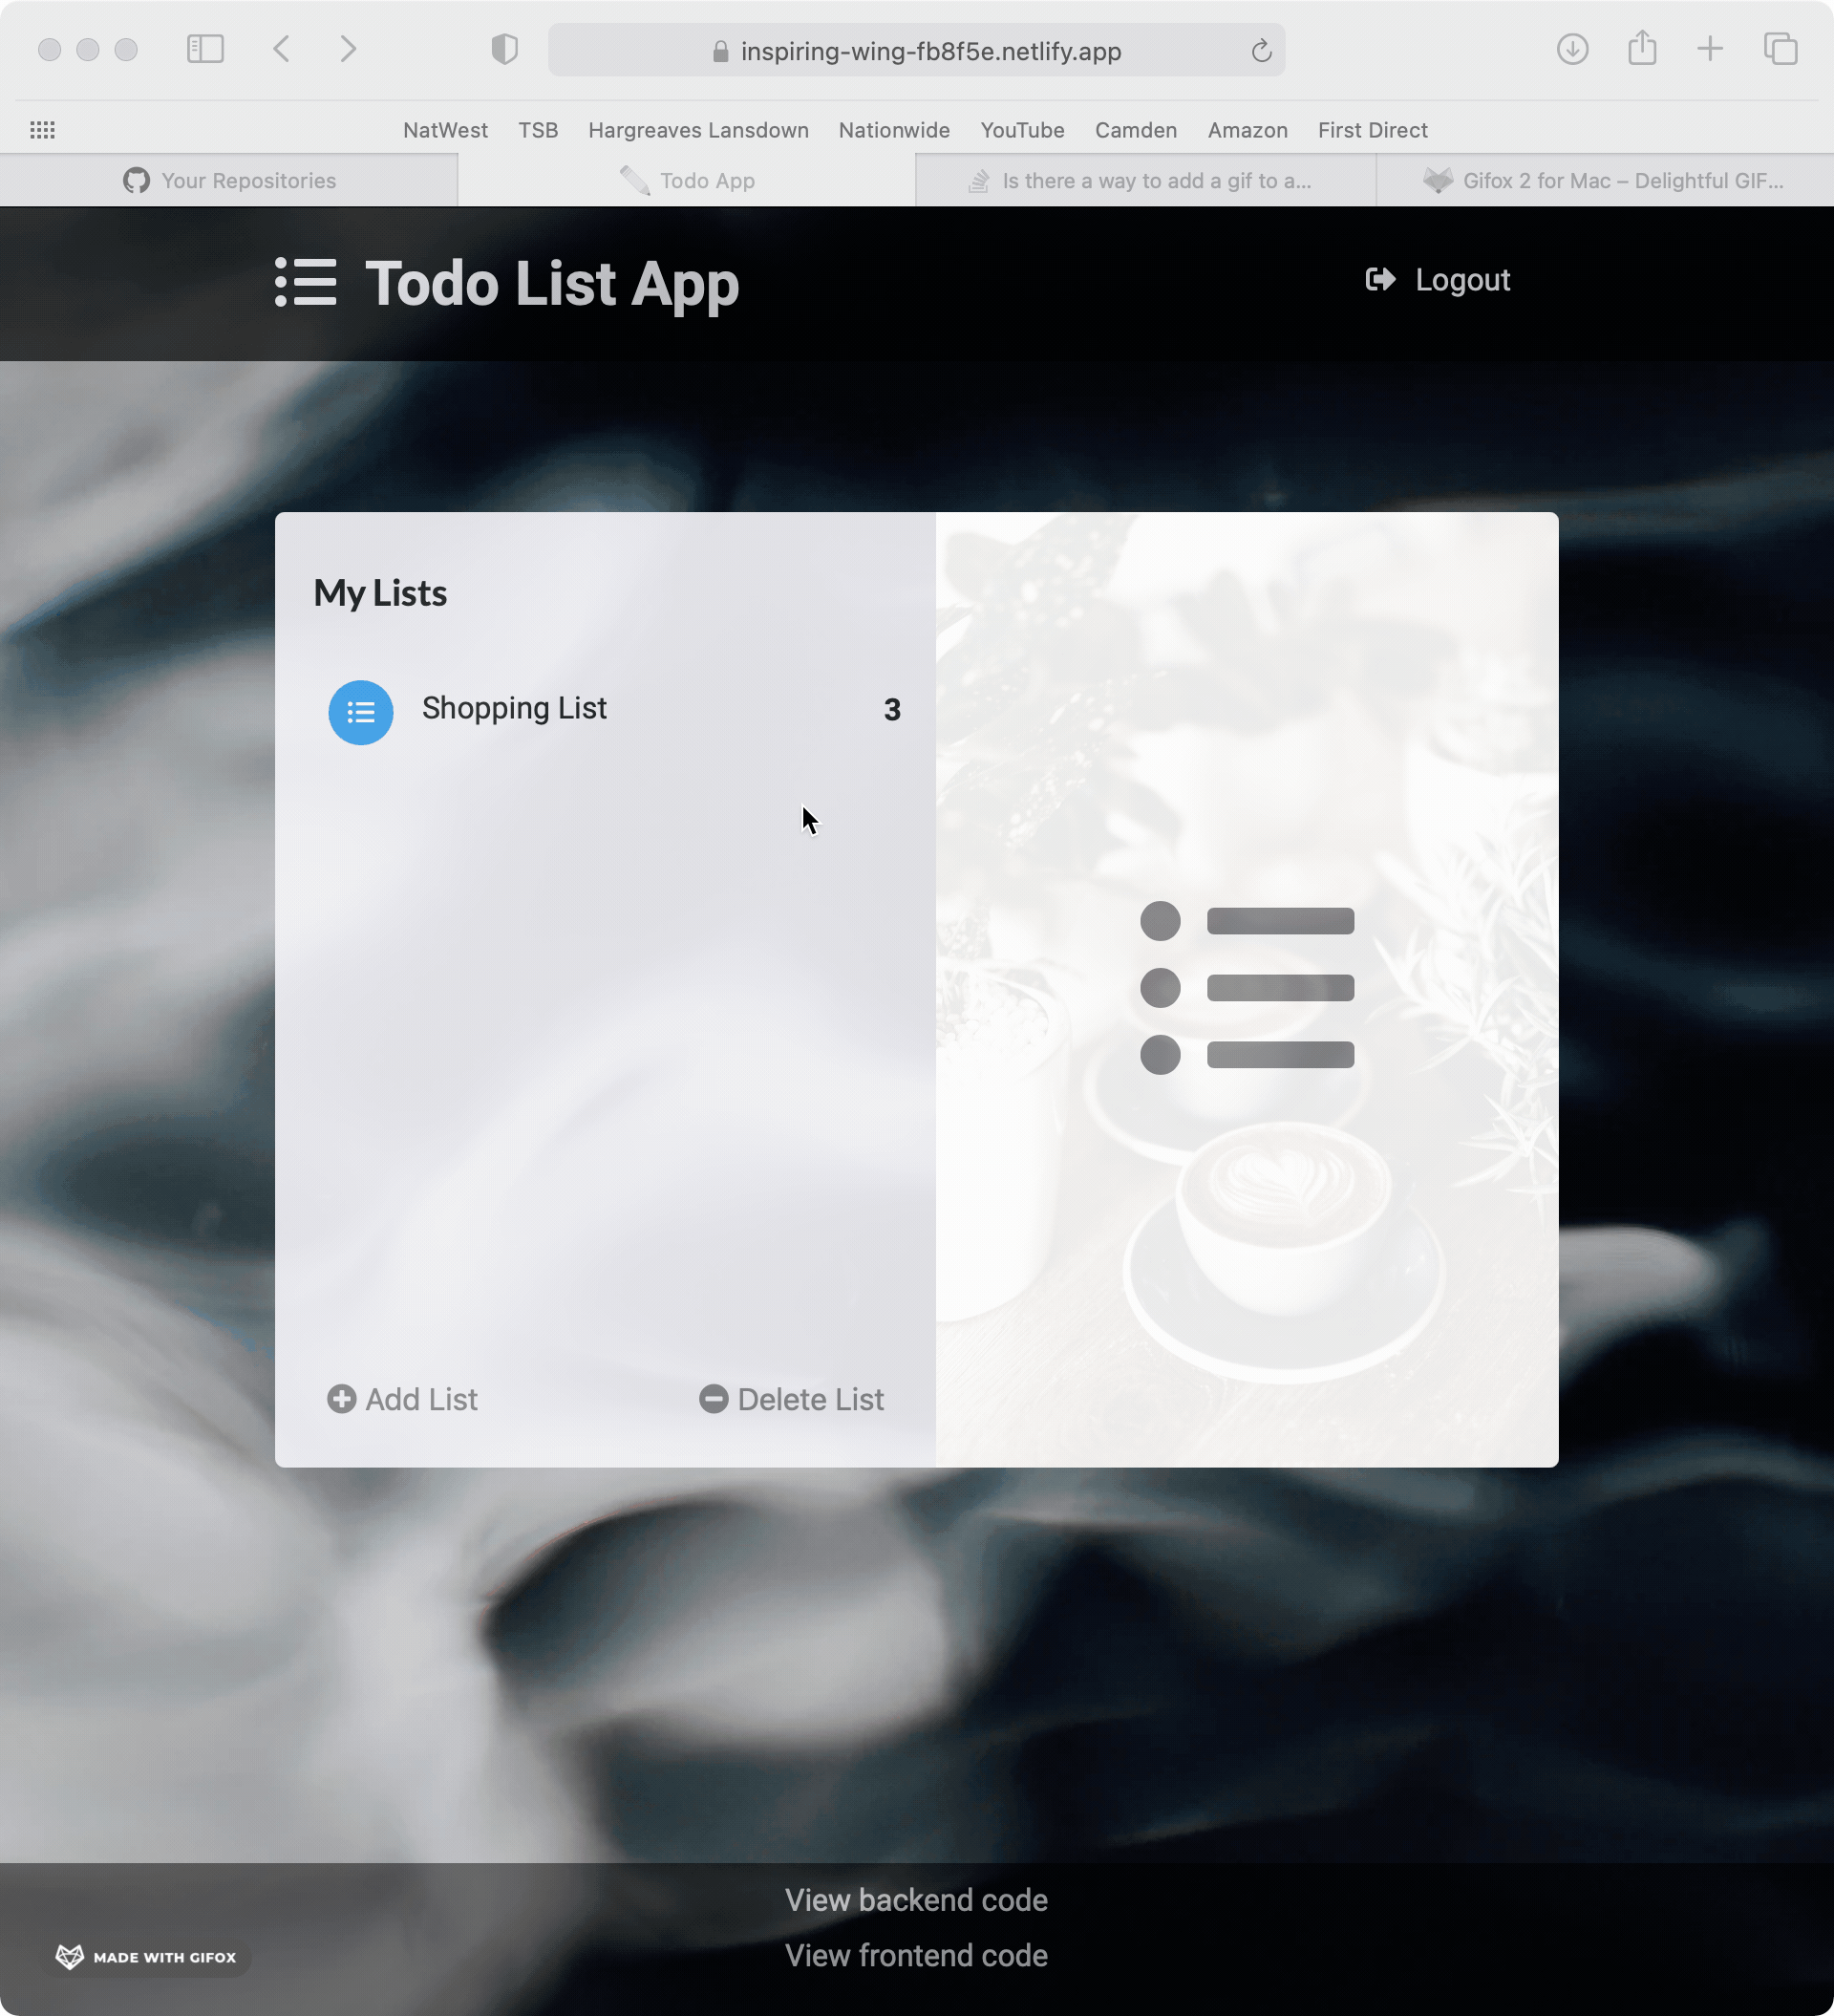 inspiring-wing-fb8f5e.netlify.app
NatWest TSB Hargreaves Lansdown Nationwide YouTube Camden Amazon First Direct
Your Repositories Todo App Is there a way to add a gif to a... Gifox 2 for Mac – Delightful GIF...
Todo List App Logout
My Lists
Shopping List 3
Add List Delete List
View backend code
MADE WITH GIFOX
View frontend code